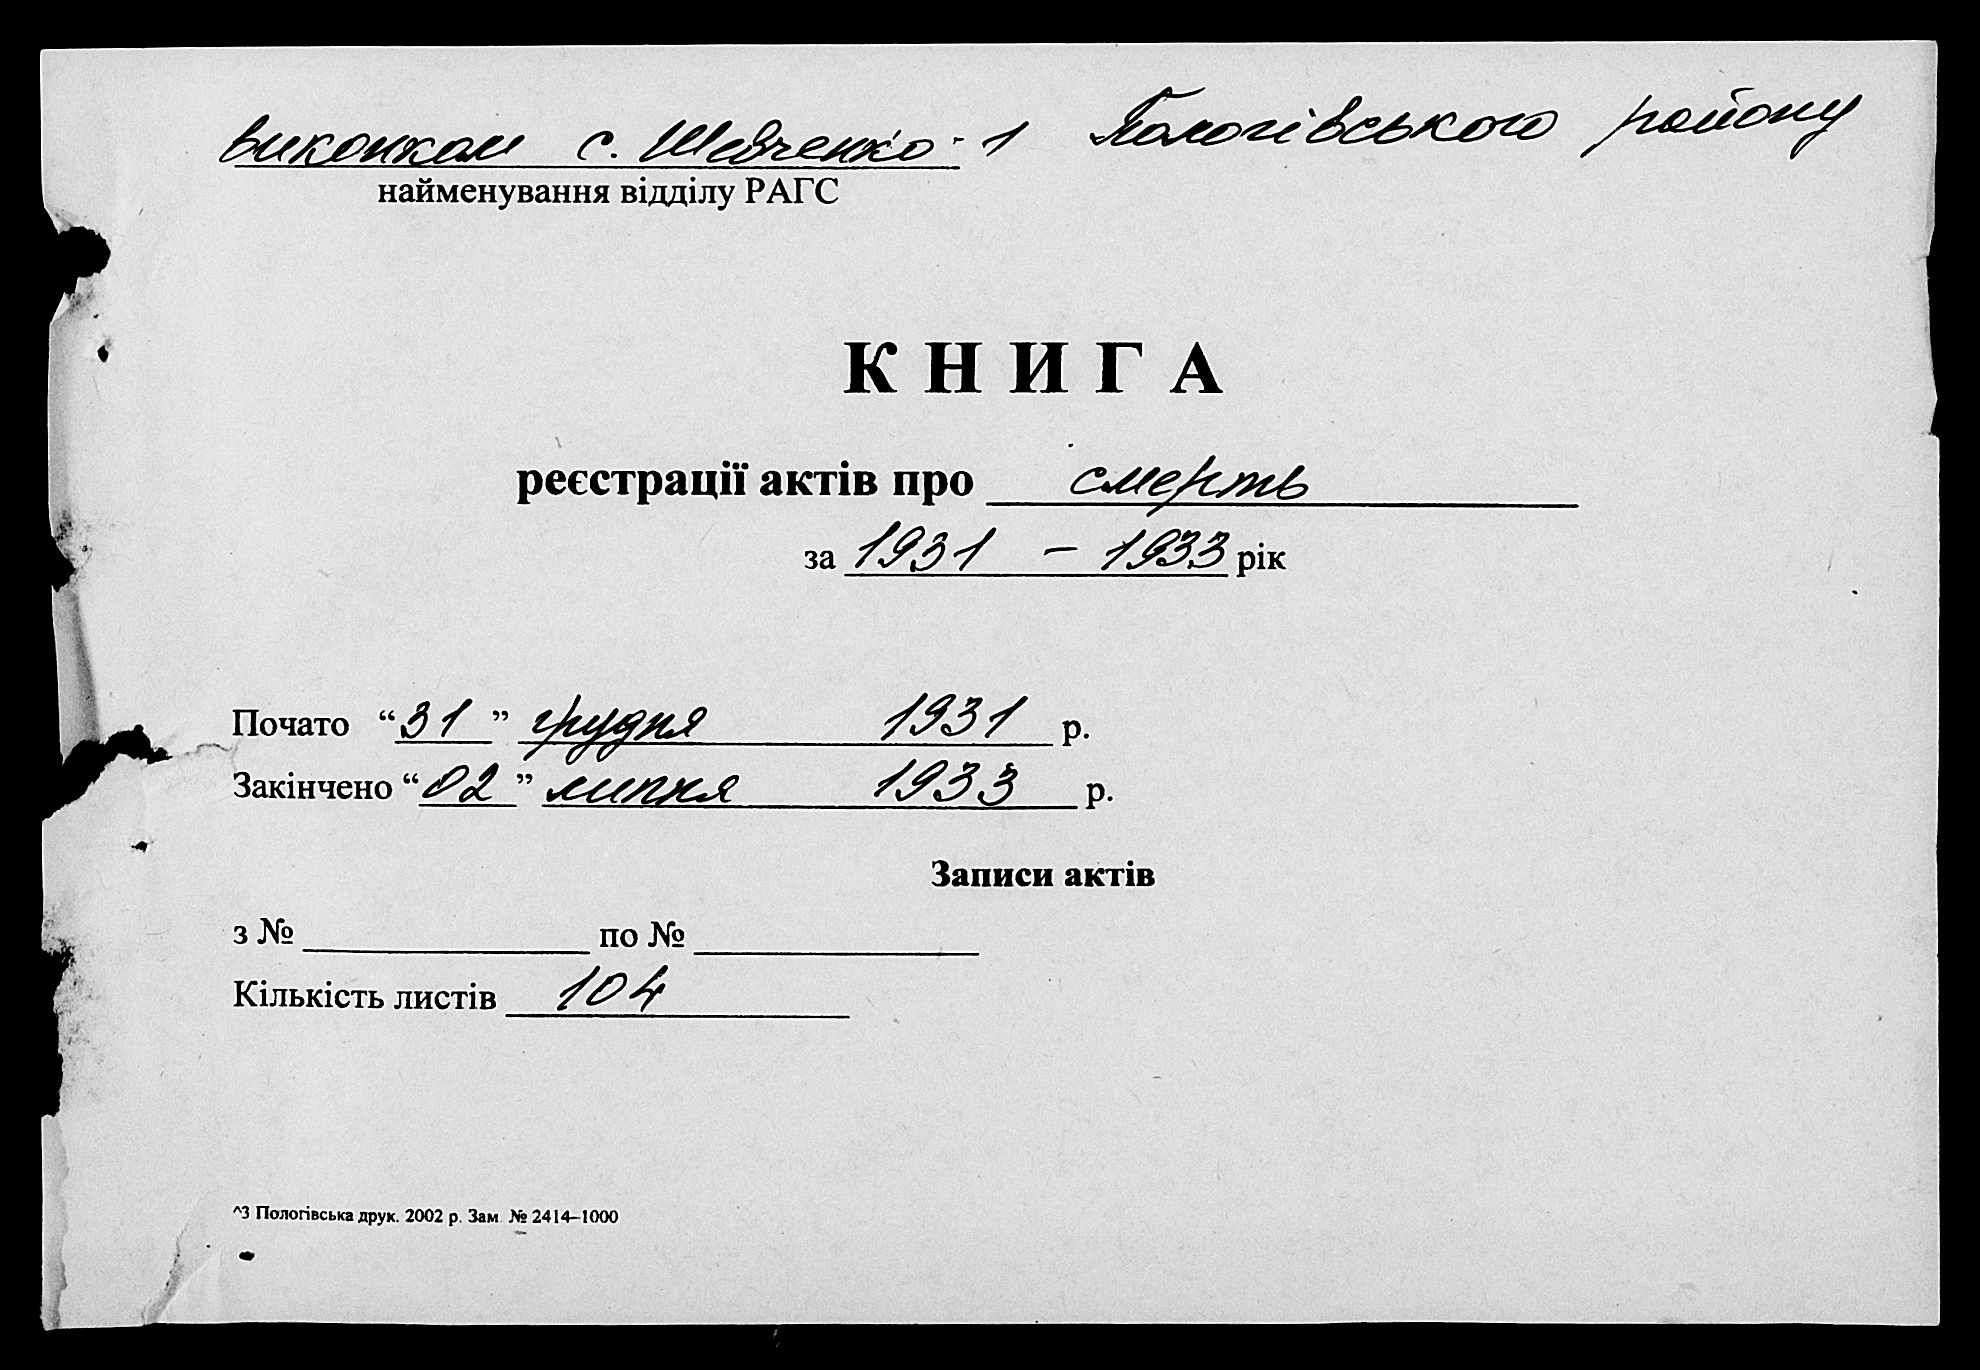 виконком с. Шевченко-1 Пологівського району
найменування відділу РАГС
КНИГА
реєстрації актів про смерть
за 1931 – 1933 рік
Почато “31” грудня 1931 р.
Закінчено “02” липня 1933 р.
Записи актів
з № по №
Кількість листів 104
^3 Пологівська друк. 2002 р. Зам. № 2414–1000